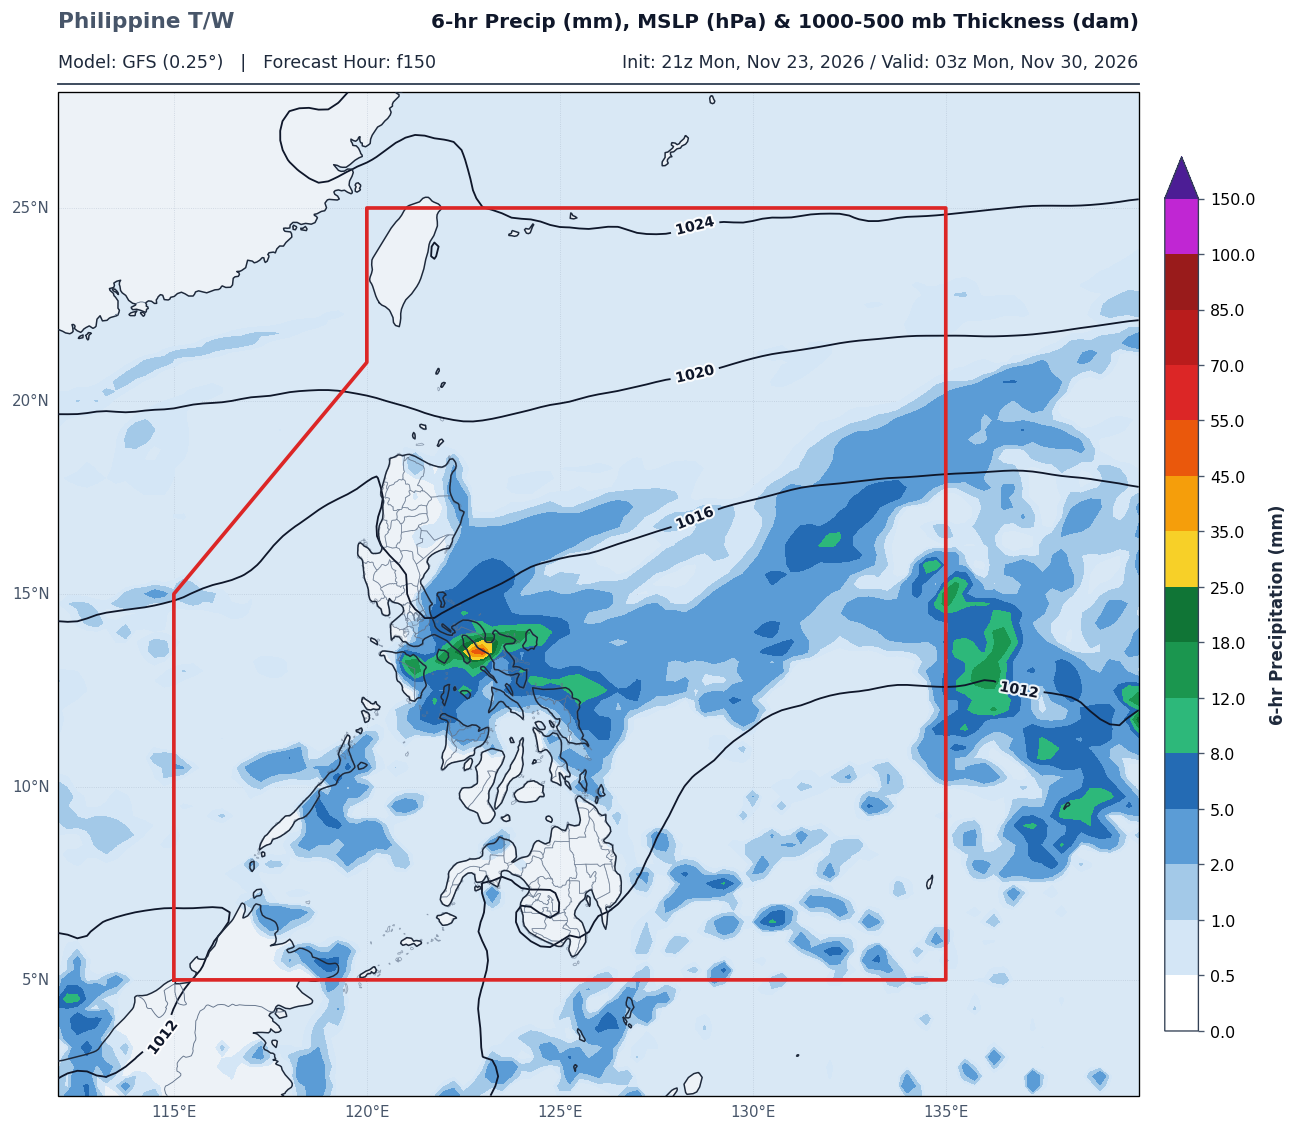 Philippine T/W
6-hr Precip (mm), MSLP (hPa) & 1000-500 mb Thickness (dam)
Model: GFS (0.25°) | Forecast Hour: f150
Init: 21z Mon, Nov 23, 2026 / Valid: 03z Mon, Nov 30, 2026
25°N
20°N
15°N
10°N
5°N
1024
1020
1016
1012
1012
115°E
120°E
125°E
130°E
135°E
150.0
100.0
85.0
70.0
55.0
45.0
35.0
25.0
18.0
12.0
8.0
5.0
2.0
1.0
0.5
0.0
6-hr Precipitation (mm)